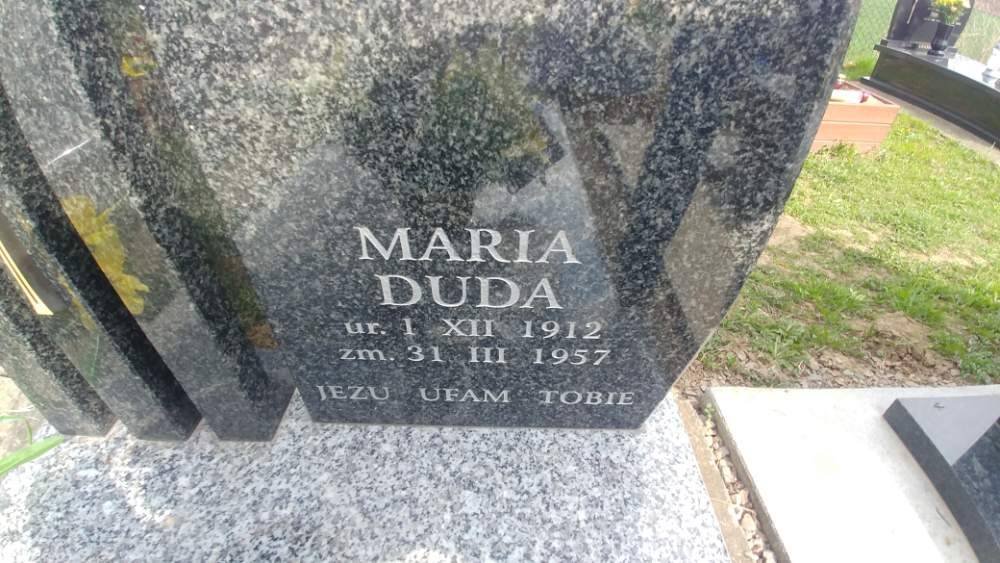 MARIA
DUDA
ur. 1 XII 1912
zm. 31 III 1957
JEZU UFAM TOBIE